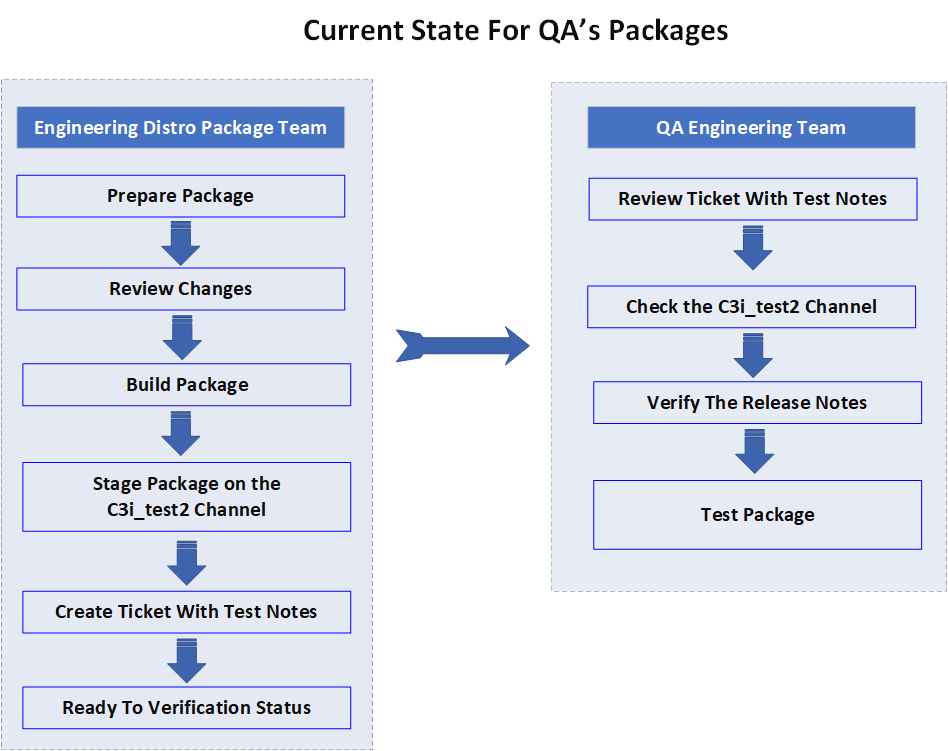 Current State For QA’s Packages
Engineering Distro Package Team
Prepare Package
Review Changes
Build Package
Stage Package on the
C3i_test2 Channel
Create Ticket With Test Notes
Ready To Verification Status
QA Engineering Team
Review Ticket With Test Notes
Check the C3i_test2 Channel
Verify The Release Notes
Test Package